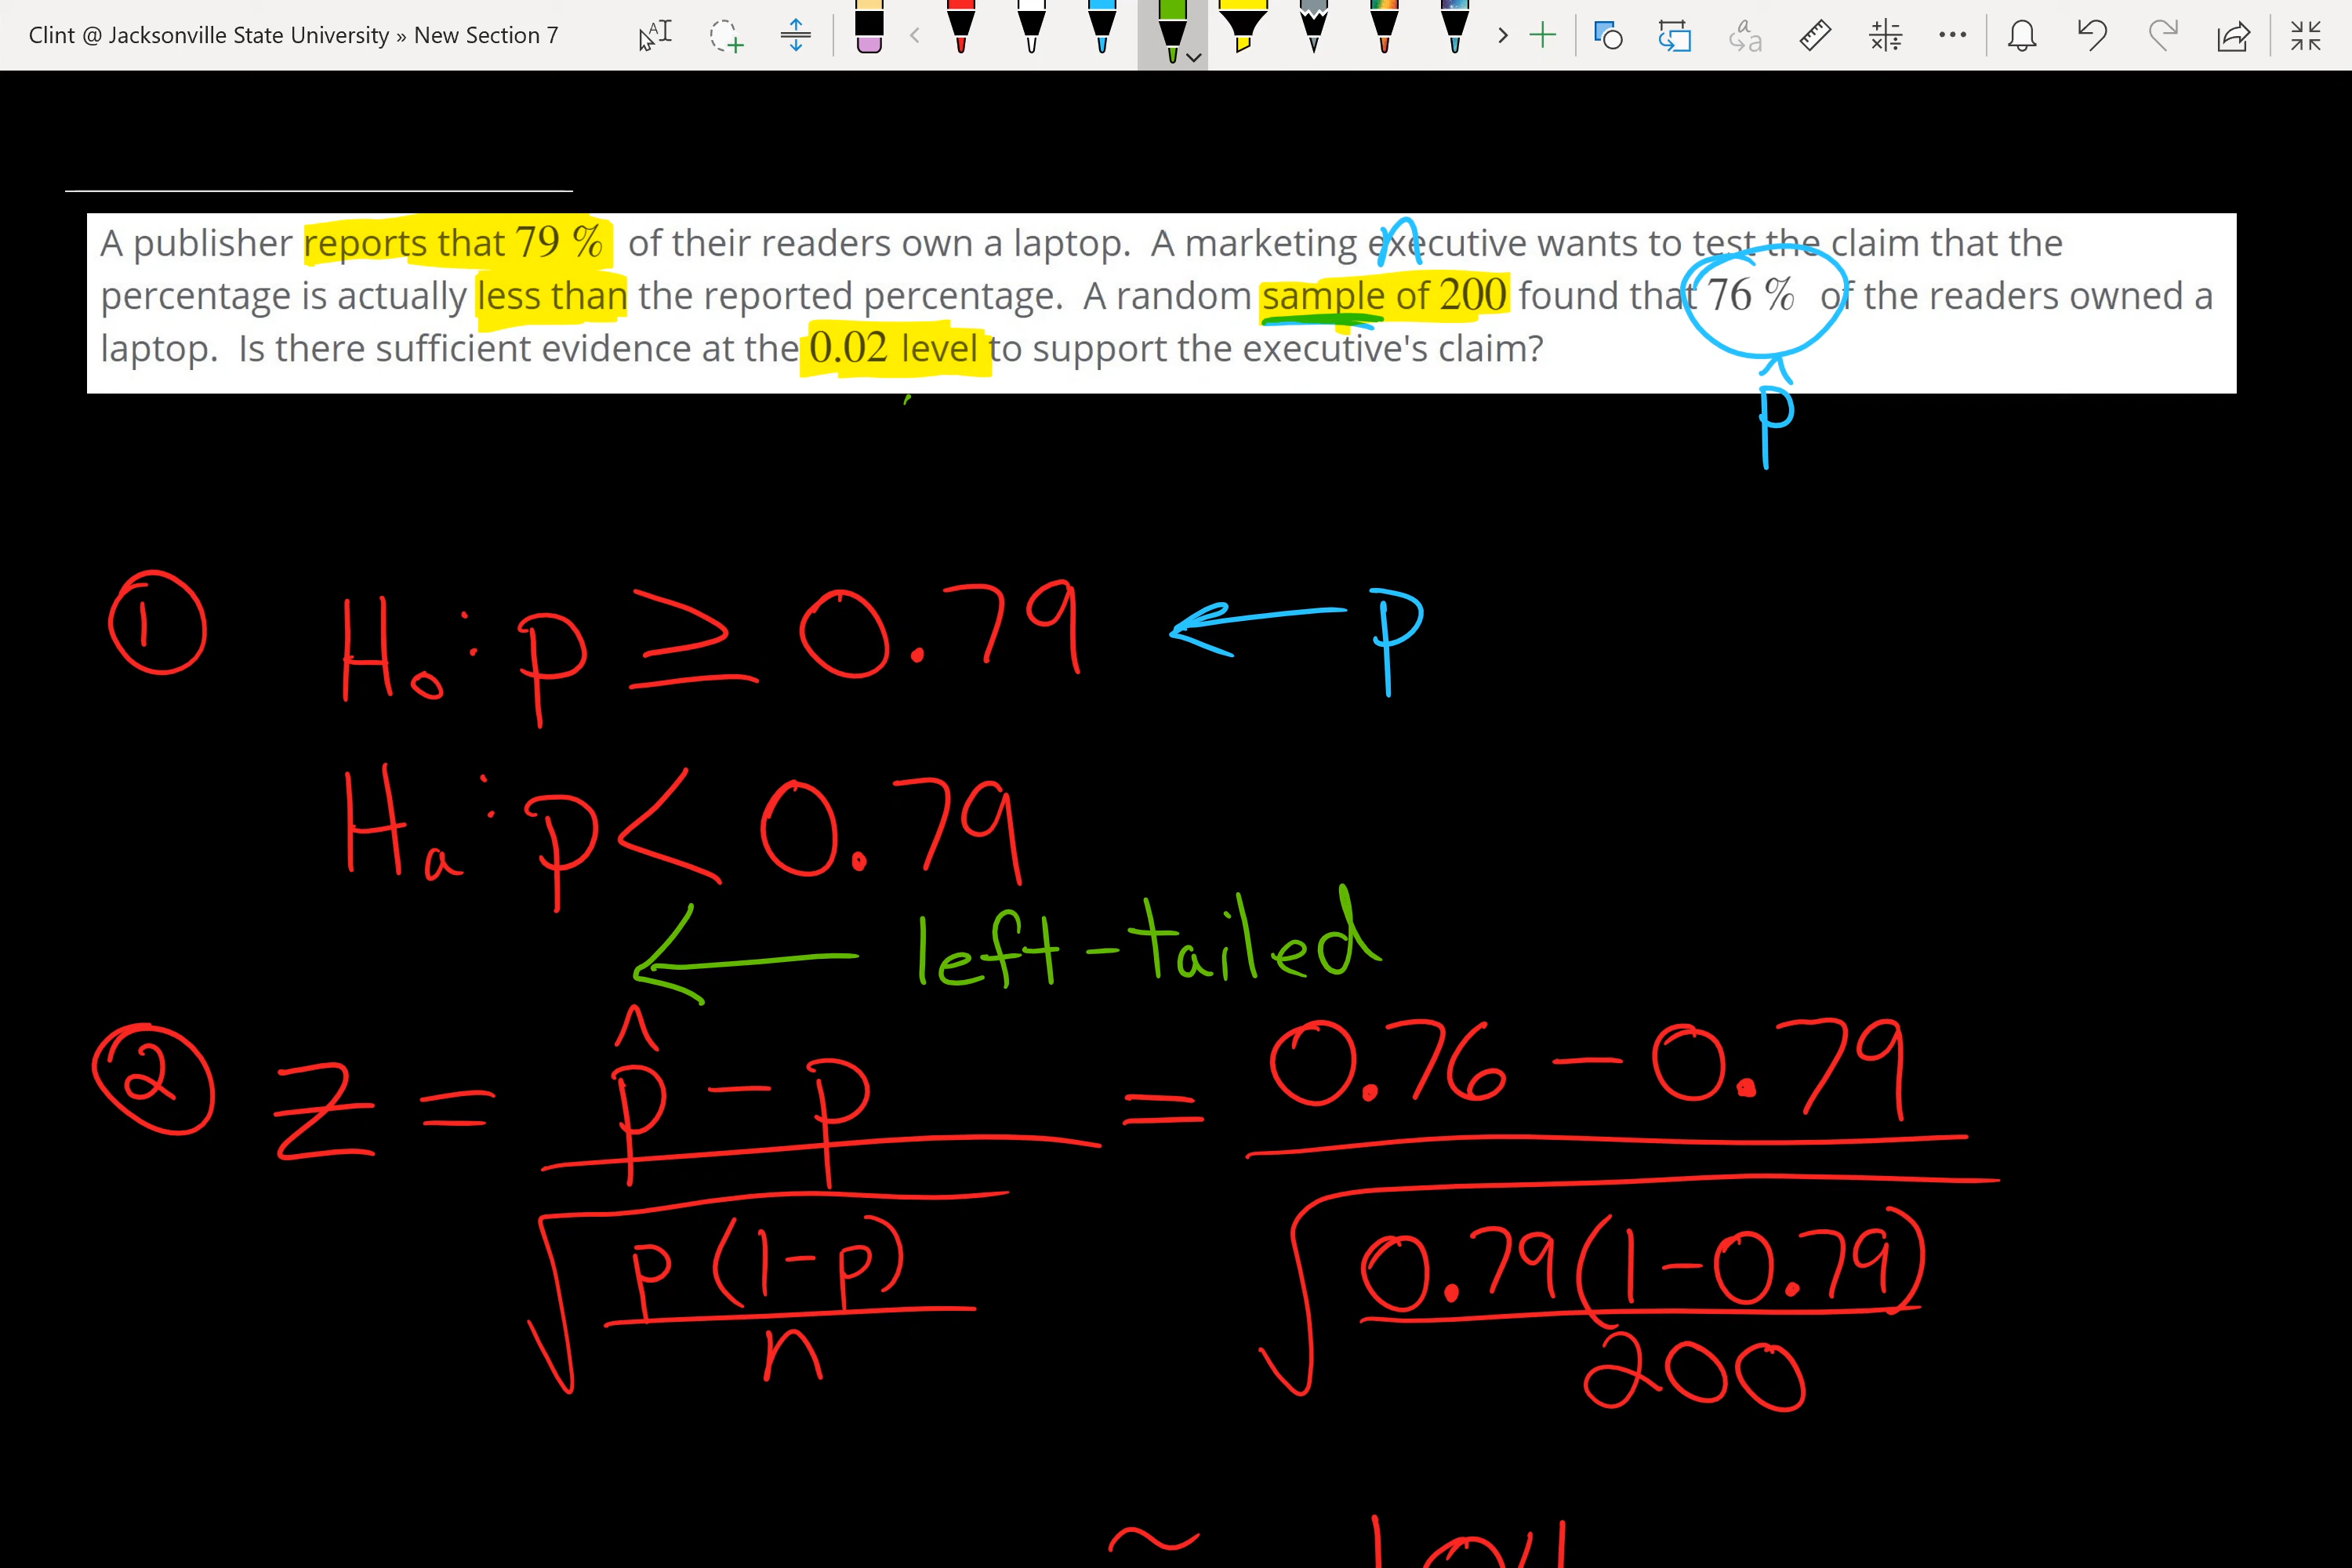 Clint @ Jacksonville State University » New Section 7
A publisher reports that 79 % of their readers own a laptop. A marketing executive wants to test the claim that the
n
percentage is actually less than the reported percentage. A random sample of 200 found that 76 % of the readers owned a
laptop. Is there sufficient evidence at the 0.02 level to support the executive's claim?
p̂
① H₀: p ≥ 0.79 ← p
Hₐ: p < 0.79
← left-tailed
② z = p̂ - p / √(p(1-p)/n) = 0.76 - 0.79 / √(0.79(1-0.79)/200)
≈